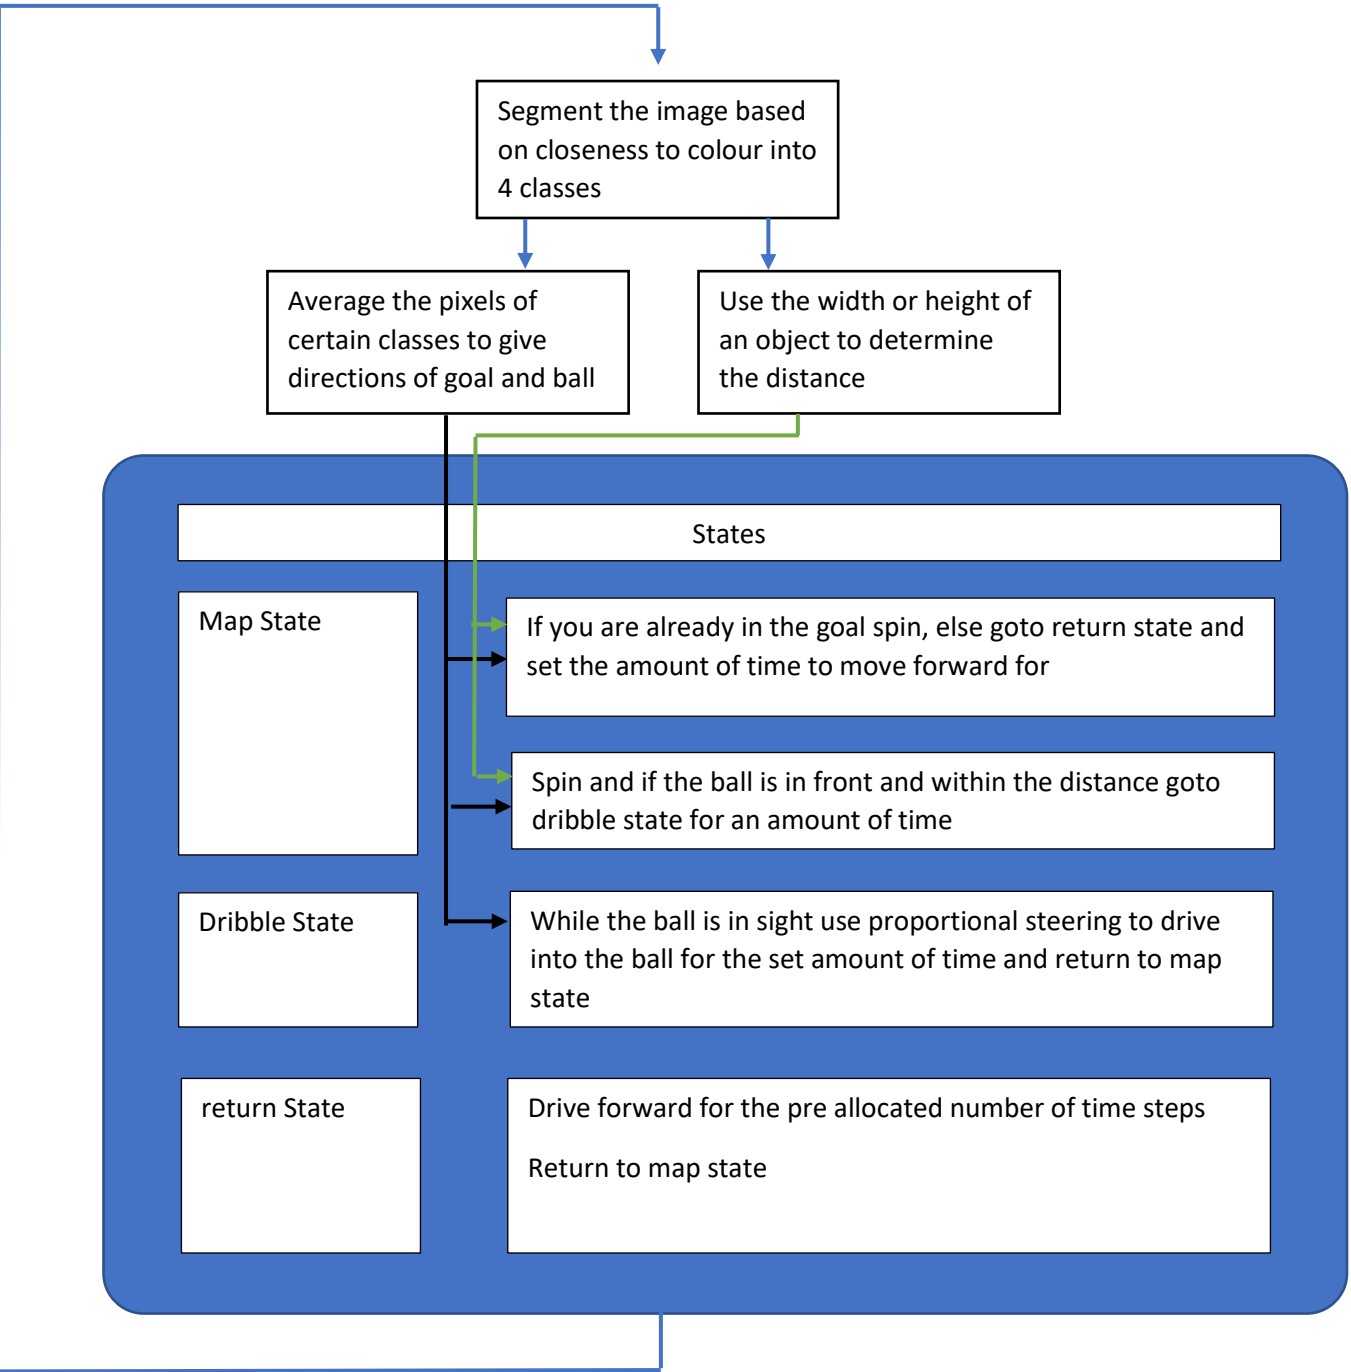 Segment the image based
on closeness to colour into
4 classes
Average the pixels of
certain classes to give
directions of goal and ball
Use the width or height of
an object to determine
the distance
States
Map State
If you are already in the goal spin, else goto return state and
set the amount of time to move forward for
Spin and if the ball is in front and within the distance goto
dribble state for an amount of time
Dribble State
While the ball is in sight use proportional steering to drive
into the ball for the set amount of time and return to map
state
return State
Drive forward for the pre allocated number of time steps
Return to map state